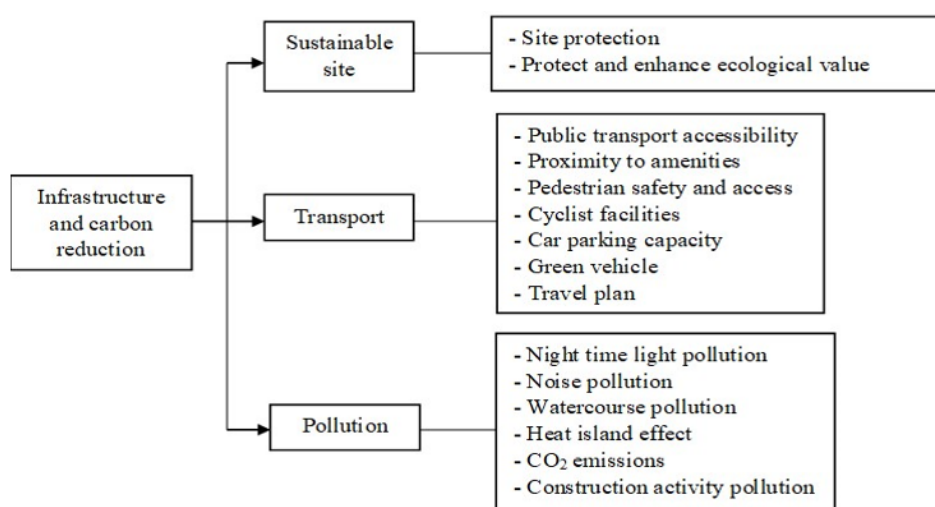 Infrastructure
and carbon
reduction
Sustainable
site
- Site protection
- Protect and enhance ecological value
Transport
- Public transport accessibility
- Proximity to amenities
- Pedestrian safety and access
- Cyclist facilities
- Car parking capacity
- Green vehicle
- Travel plan
Pollution
- Night time light pollution
- Noise pollution
- Watercourse pollution
- Heat island effect
- CO₂ emissions
- Construction activity pollution